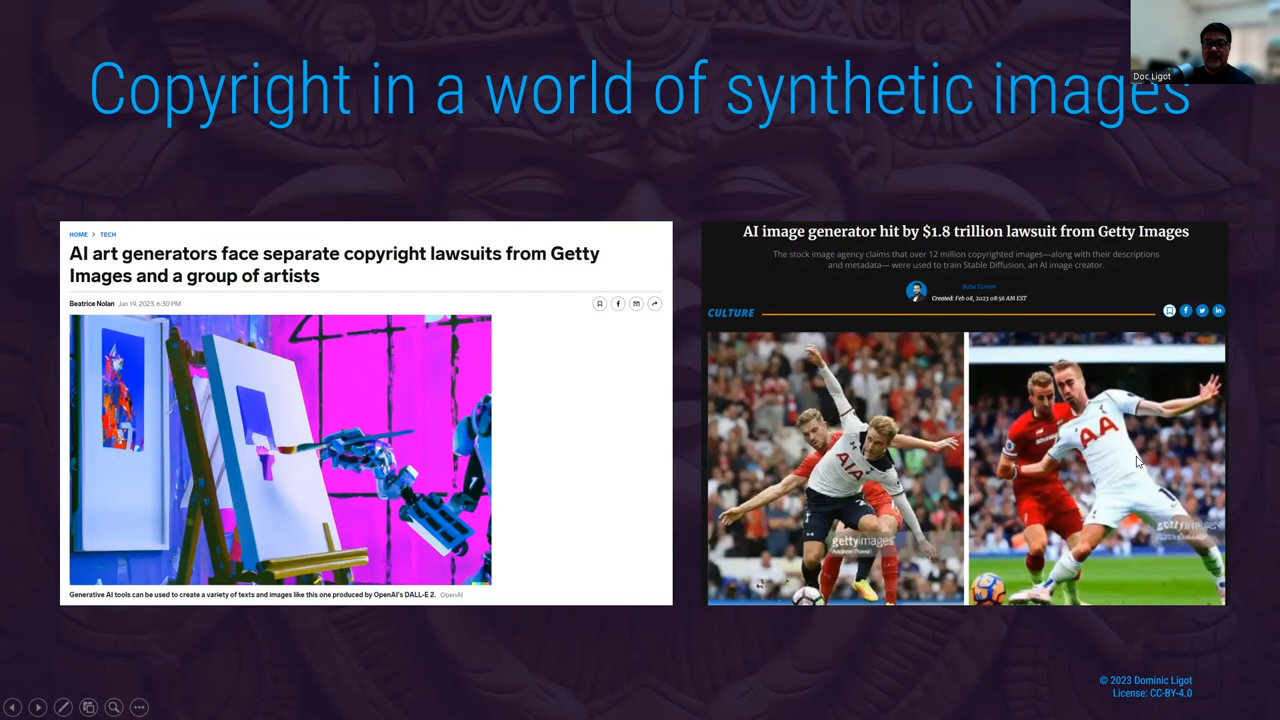 Copyright in a world of synthetic images
Doc Ligot
HOME > TECH
AI art generators face separate copyright lawsuits from Getty
Images and a group of artists
Beatrice Nolan Jan 19, 2023, 6:30 PM
Generative AI tools can be used to create a variety of texts and images like this one produced by OpenAI's DALL-E 2. OpenAI
AI image generator hit by $1.8 trillion lawsuit from Getty Images
The stock image agency claims that over 12 million copyrighted images—along with their descriptions
and metadata— were used to train Stable Diffusion, an AI image creator.
Created: Feb 08, 2023 08:56 AM EST
CULTURE
AIA
gettyimages
AA
© 2023 Dominic Ligot
License: CC-BY-4.0